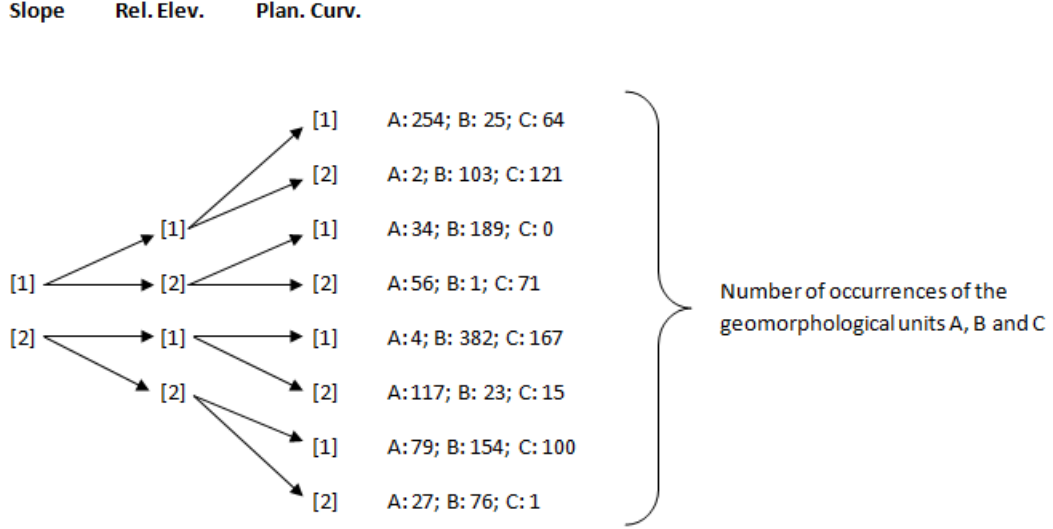 Slope Rel. Elev. Plan. Curv.
[1] A: 254; B: 25; C: 64
[2] A: 2; B: 103; C: 121
[1] [1] A: 34; B: 189; C: 0
[1] [2] [2] A: 56; B: 1; C: 71
Number of occurrences of the
geomorphological units A, B and C
[2] [1] [1] A: 4; B: 382; C: 167
[2] [2] A: 117; B: 23; C: 15
[1] A: 79; B: 154; C: 100
[2] A: 27; B: 76; C: 1